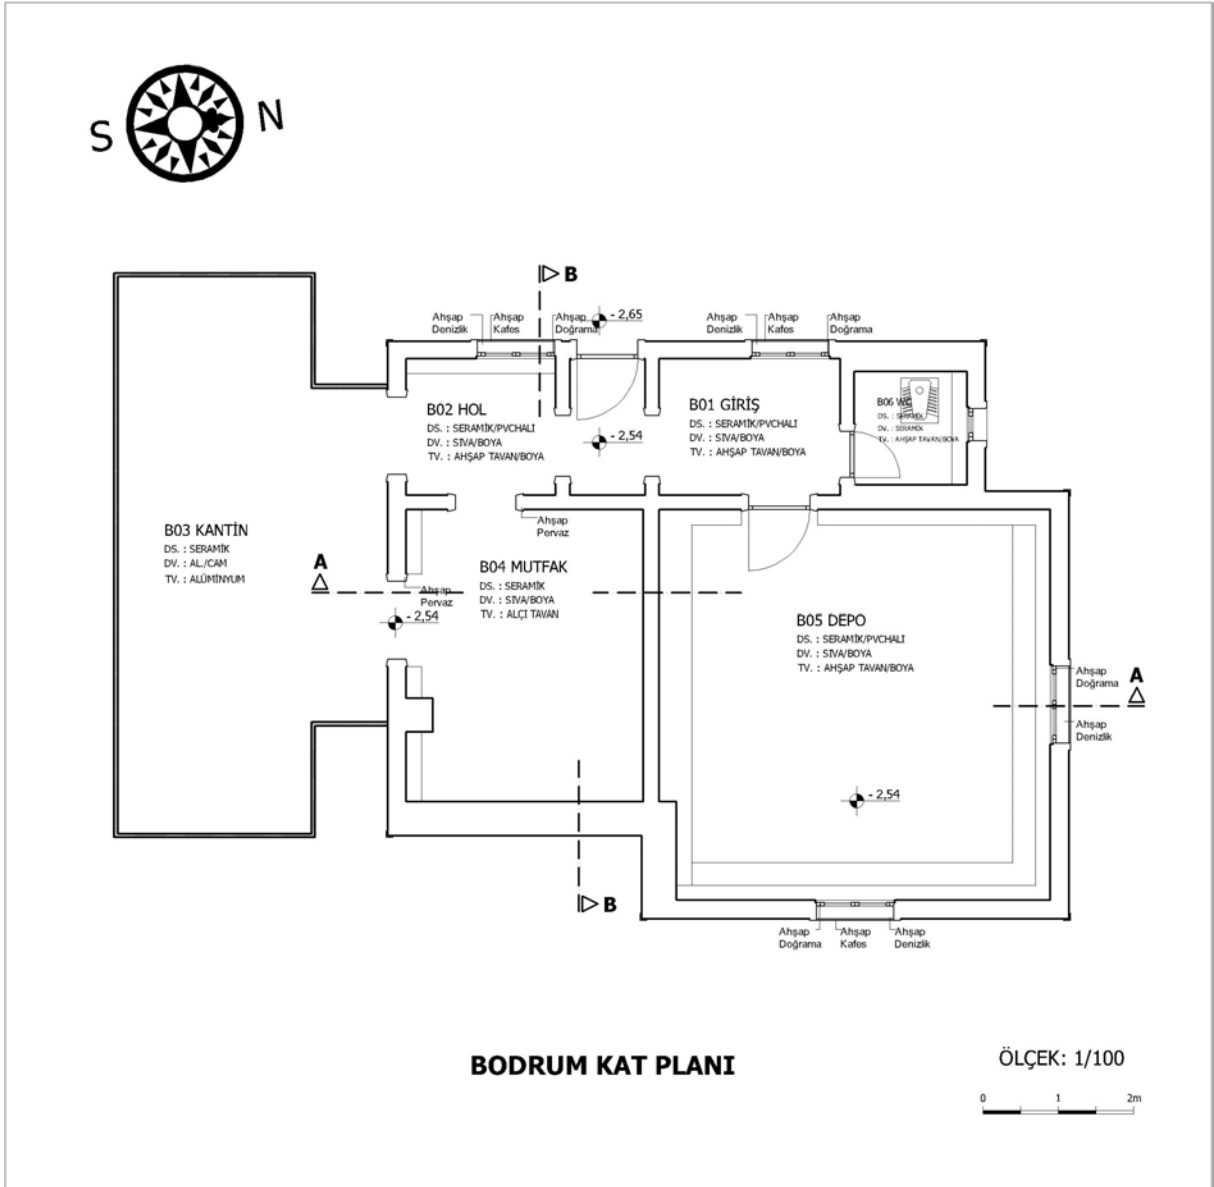 S
N
B
- 2,65
Ahşap
Denizlik
Ahşap
Kafes
Ahşap
Doğrama
Ahşap
Denizlik
Ahşap
Kafes
Ahşap
Doğrama
B02 HOL
DS. : SERAMİK/PVCHALI
DV. : SIVA/BOYA
TV. : AHŞAP TAVAN/BOYA
- 2,54
B01 GİRİŞ
DS. : SERAMİK/PVCHALI
DV. : SIVA/BOYA
TV. : AHŞAP TAVAN/BOYA
B06 WC
DS. : SERAMİK
DV. : SERAMİK
TV. : AHŞAP TAVAN/BOYA
B03 KANTİN
DS. : SERAMİK
DV. : AL./CAM
TV. : ALÜMİNYUM
A
Ahşap
Pervaz
Ahşap
Pervaz
- 2,54
B04 MUTFAK
DS. : SERAMİK
DV. : SIVA/BOYA
TV. : ALÇI TAVAN
B05 DEPO
DS. : SERAMİK/PVCHALI
DV. : SIVA/BOYA
TV. : AHŞAP TAVAN/BOYA
Ahşap
Doğrama
A
Ahşap
Denizlik
- 2,54
B
Ahşap
Doğrama
Ahşap
Kafes
Ahşap
Denizlik
BODRUM KAT PLANI
ÖLÇEK: 1/100
0 1 2m